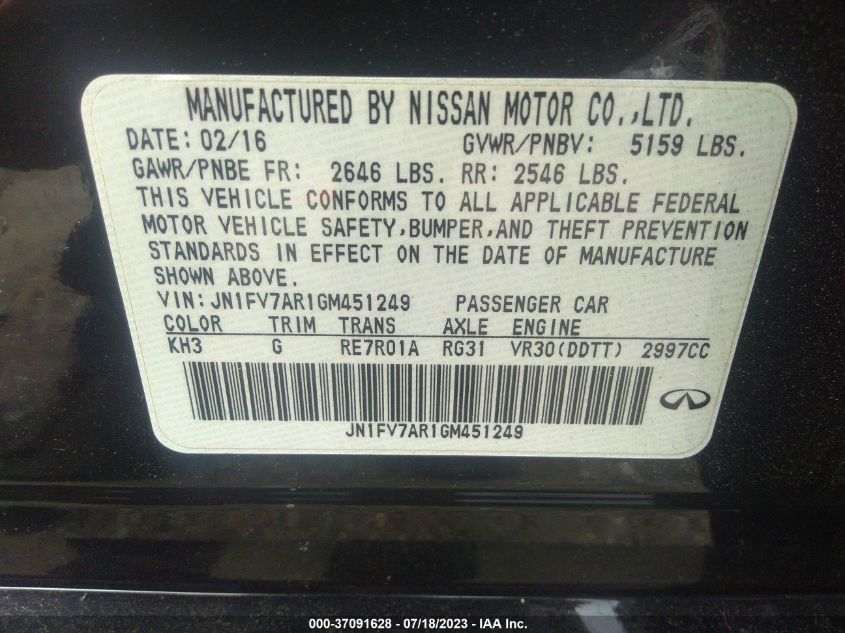 MANUFACTURED BY NISSAN MOTOR CO.,LTD.
DATE: 02/16 GVWR/PNBV: 5159 LBS.
GAWR/PNBE FR: 2646 LBS. RR: 2546 LBS.
THIS VEHICLE CONFORMS TO ALL APPLICABLE FEDERAL
MOTOR VEHICLE SAFETY,BUMPER,AND THEFT PREVENTION
STANDARDS IN EFFECT ON THE DATE OF MANUFACTURE
SHOWN ABOVE.
VIN:JN1FV7AR1GM451249 PASSENGER CAR
COLOR TRIM TRANS AXLE ENGINE
KH3 G RE7R01A RG31 VR30(DDTT) 2997CC
JN1FV7AR1GM451249
000-37091628 - 07/18/2023 - IAA Inc.